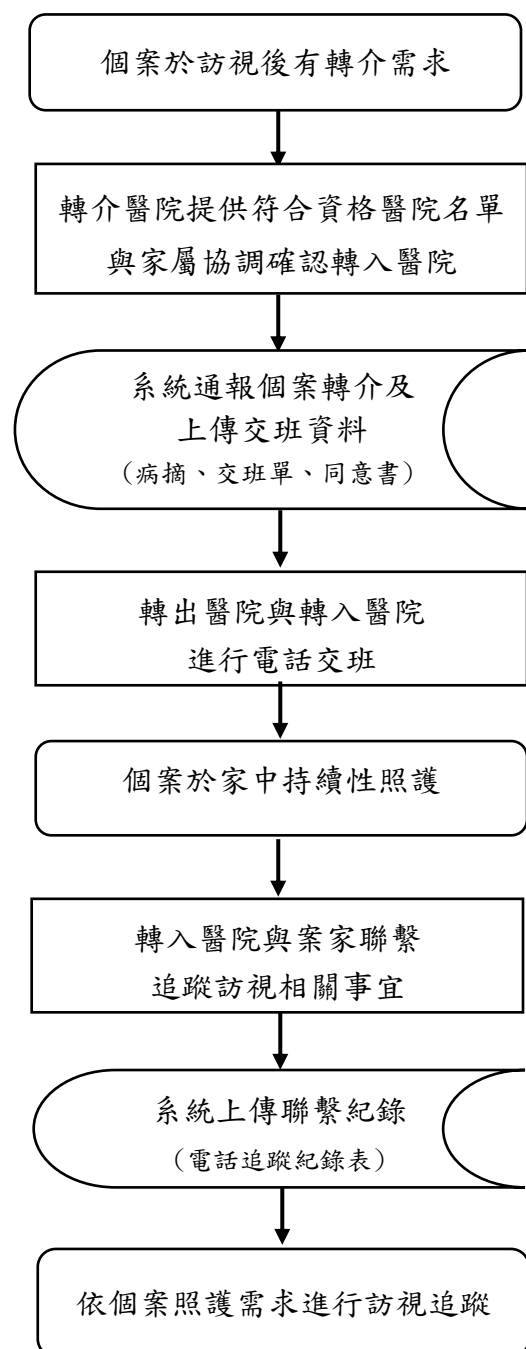 個案於訪視後有轉介需求
轉介醫院提供符合資格醫院名單
與家屬協調確認轉入醫院
系統通報個案轉介及
上傳交班資料
（病摘、交班單、同意書）
轉出醫院與轉入醫院
進行電話交班
個案於家中持續性照護
轉入醫院與案家聯繫
追蹤訪視相關事宜
系統上傳聯繫紀錄
（電話追蹤紀錄表）
依個案照護需求進行訪視追蹤